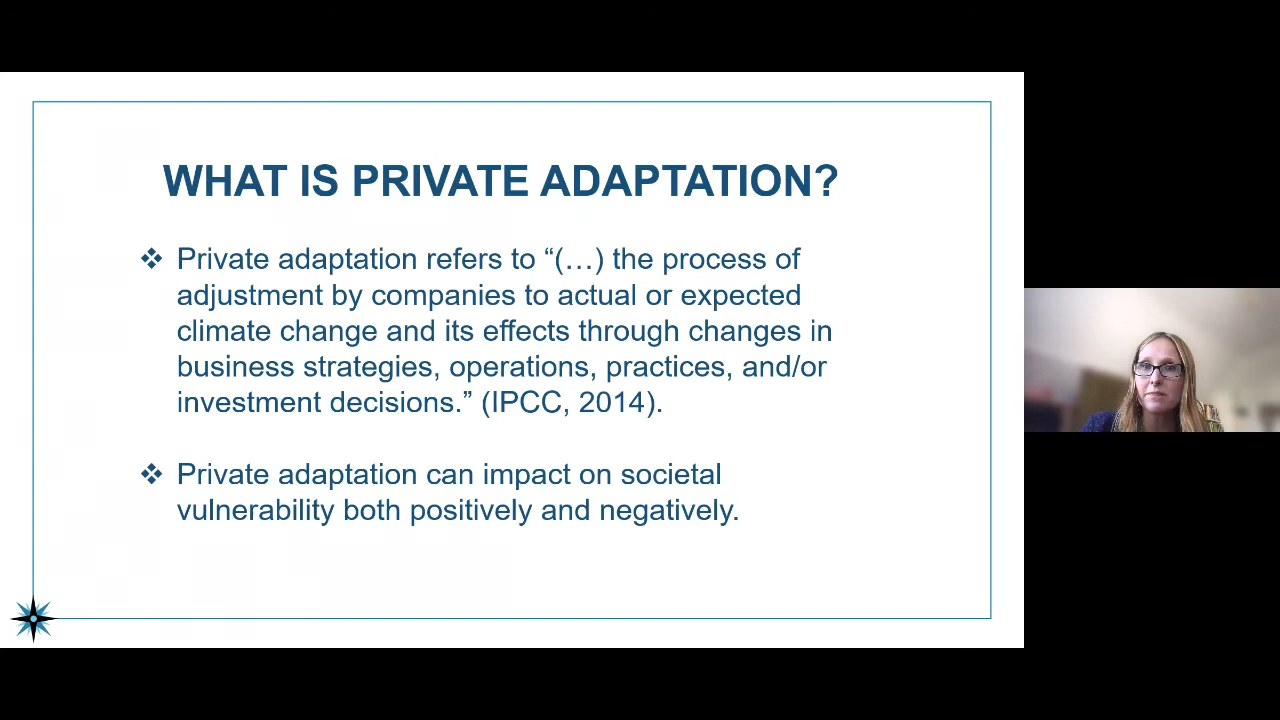 WHAT IS PRIVATE ADAPTATION?
Private adaptation refers to “(…) the process of
adjustment by companies to actual or expected
climate change and its effects through changes in
business strategies, operations, practices, and/or
investment decisions.” (IPCC, 2014).
Private adaptation can impact on societal
vulnerability both positively and negatively.